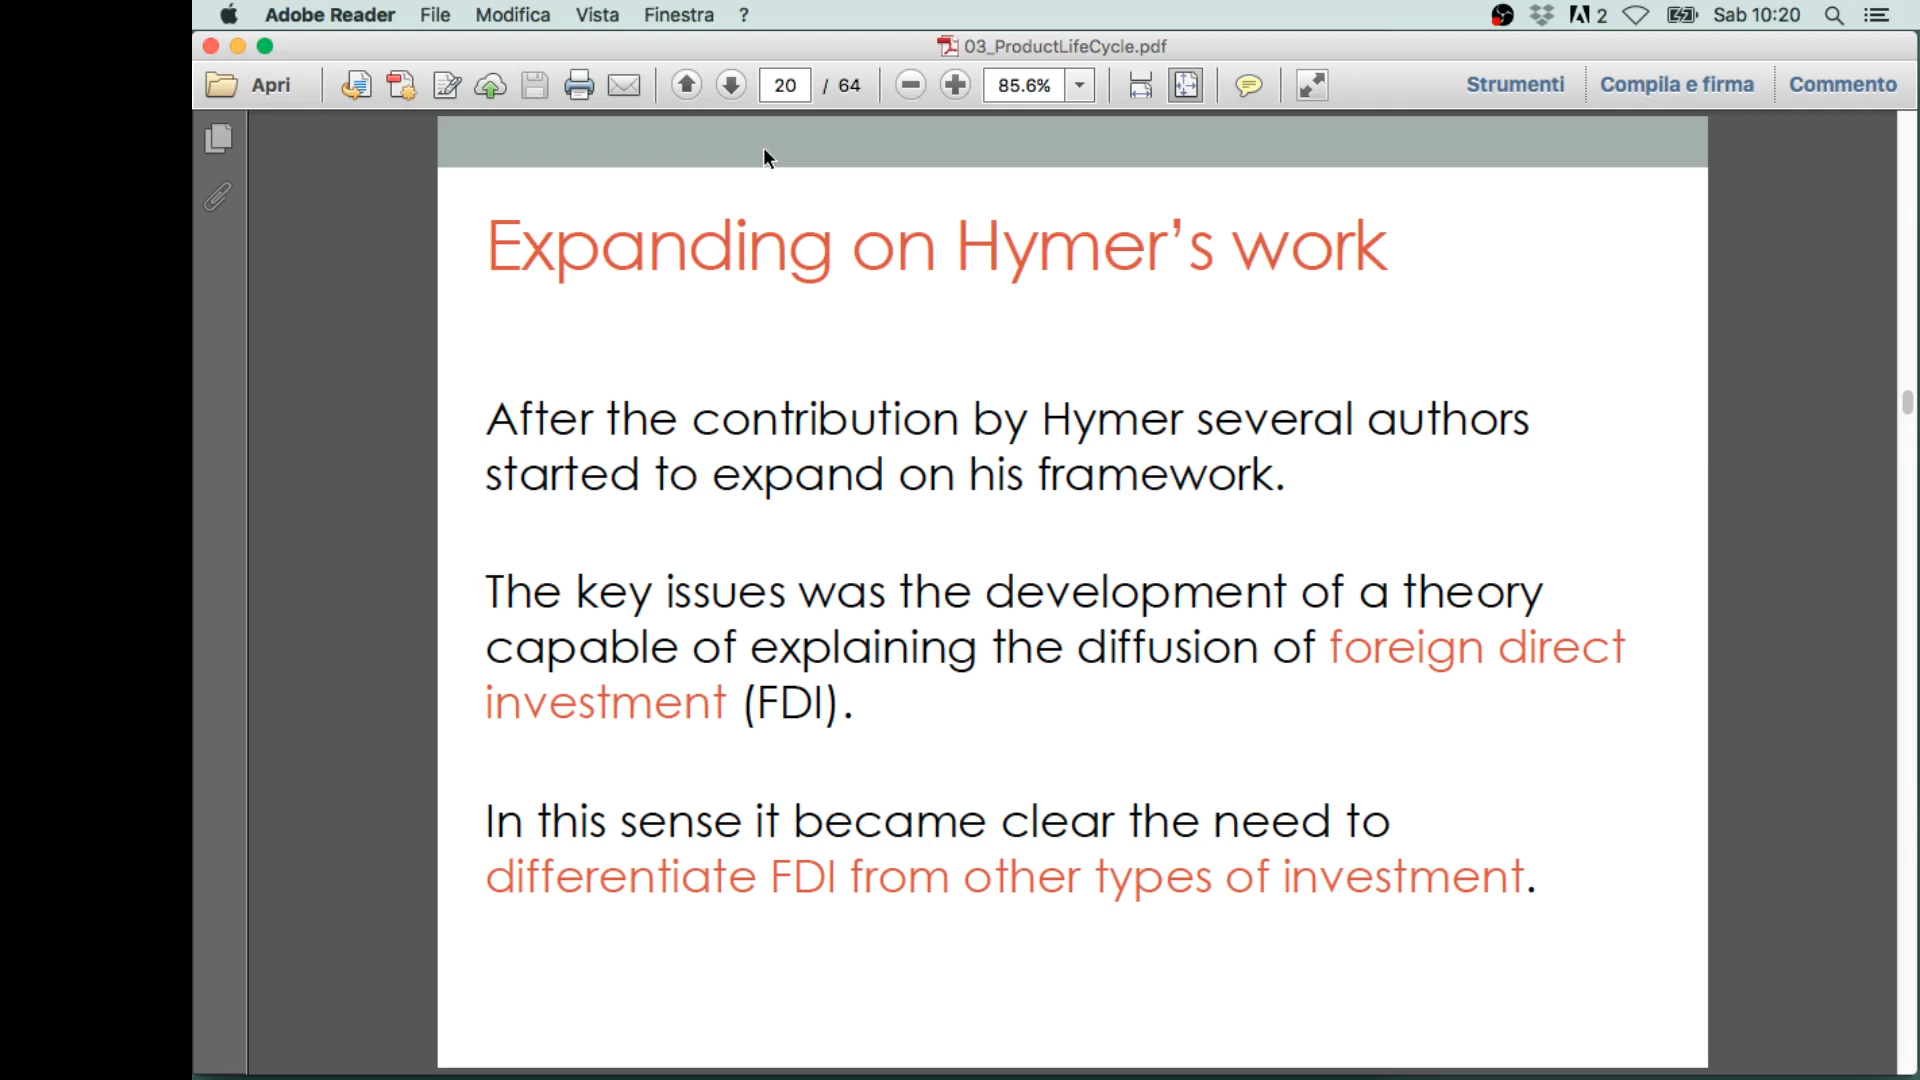 Adobe Reader File Modifica Vista Finestra ? 2 Sab 10:20
03_ProductLifeCycle.pdf
Apri 20 / 64 85.6% Strumenti Compila e firma Commento
Expanding on Hymer’s work
After the contribution by Hymer several authors
started to expand on his framework.
The key issues was the development of a theory
capable of explaining the diffusion of foreign direct
investment (FDI).
In this sense it became clear the need to
differentiate FDI from other types of investment.